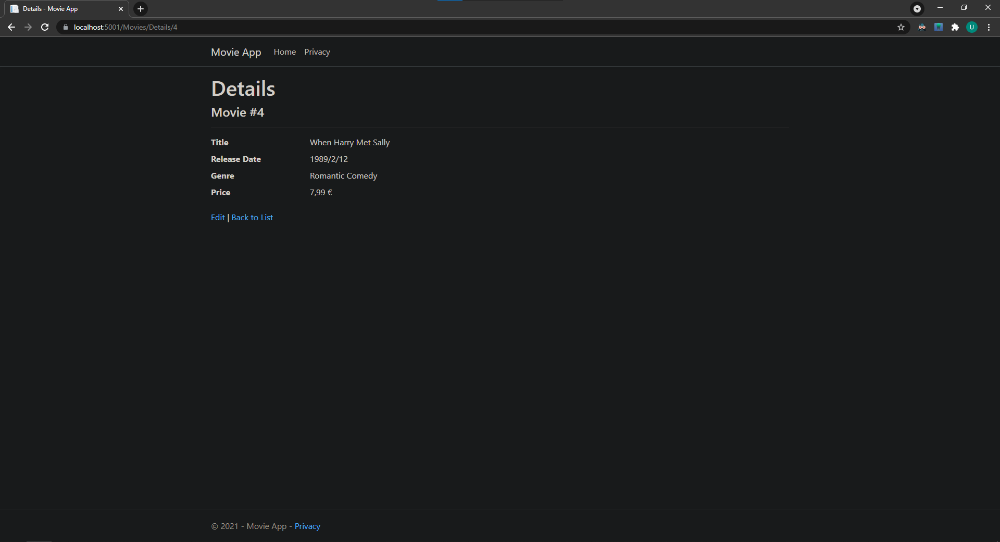 Details - Movie App
localhost:5001/Movies/Details/4
U
Movie App Home Privacy
Details
Movie #4
Title When Harry Met Sally
Release Date 1989/2/12
Genre Romantic Comedy
Price 7,99 €
Edit | Back to List
© 2021 - Movie App - Privacy